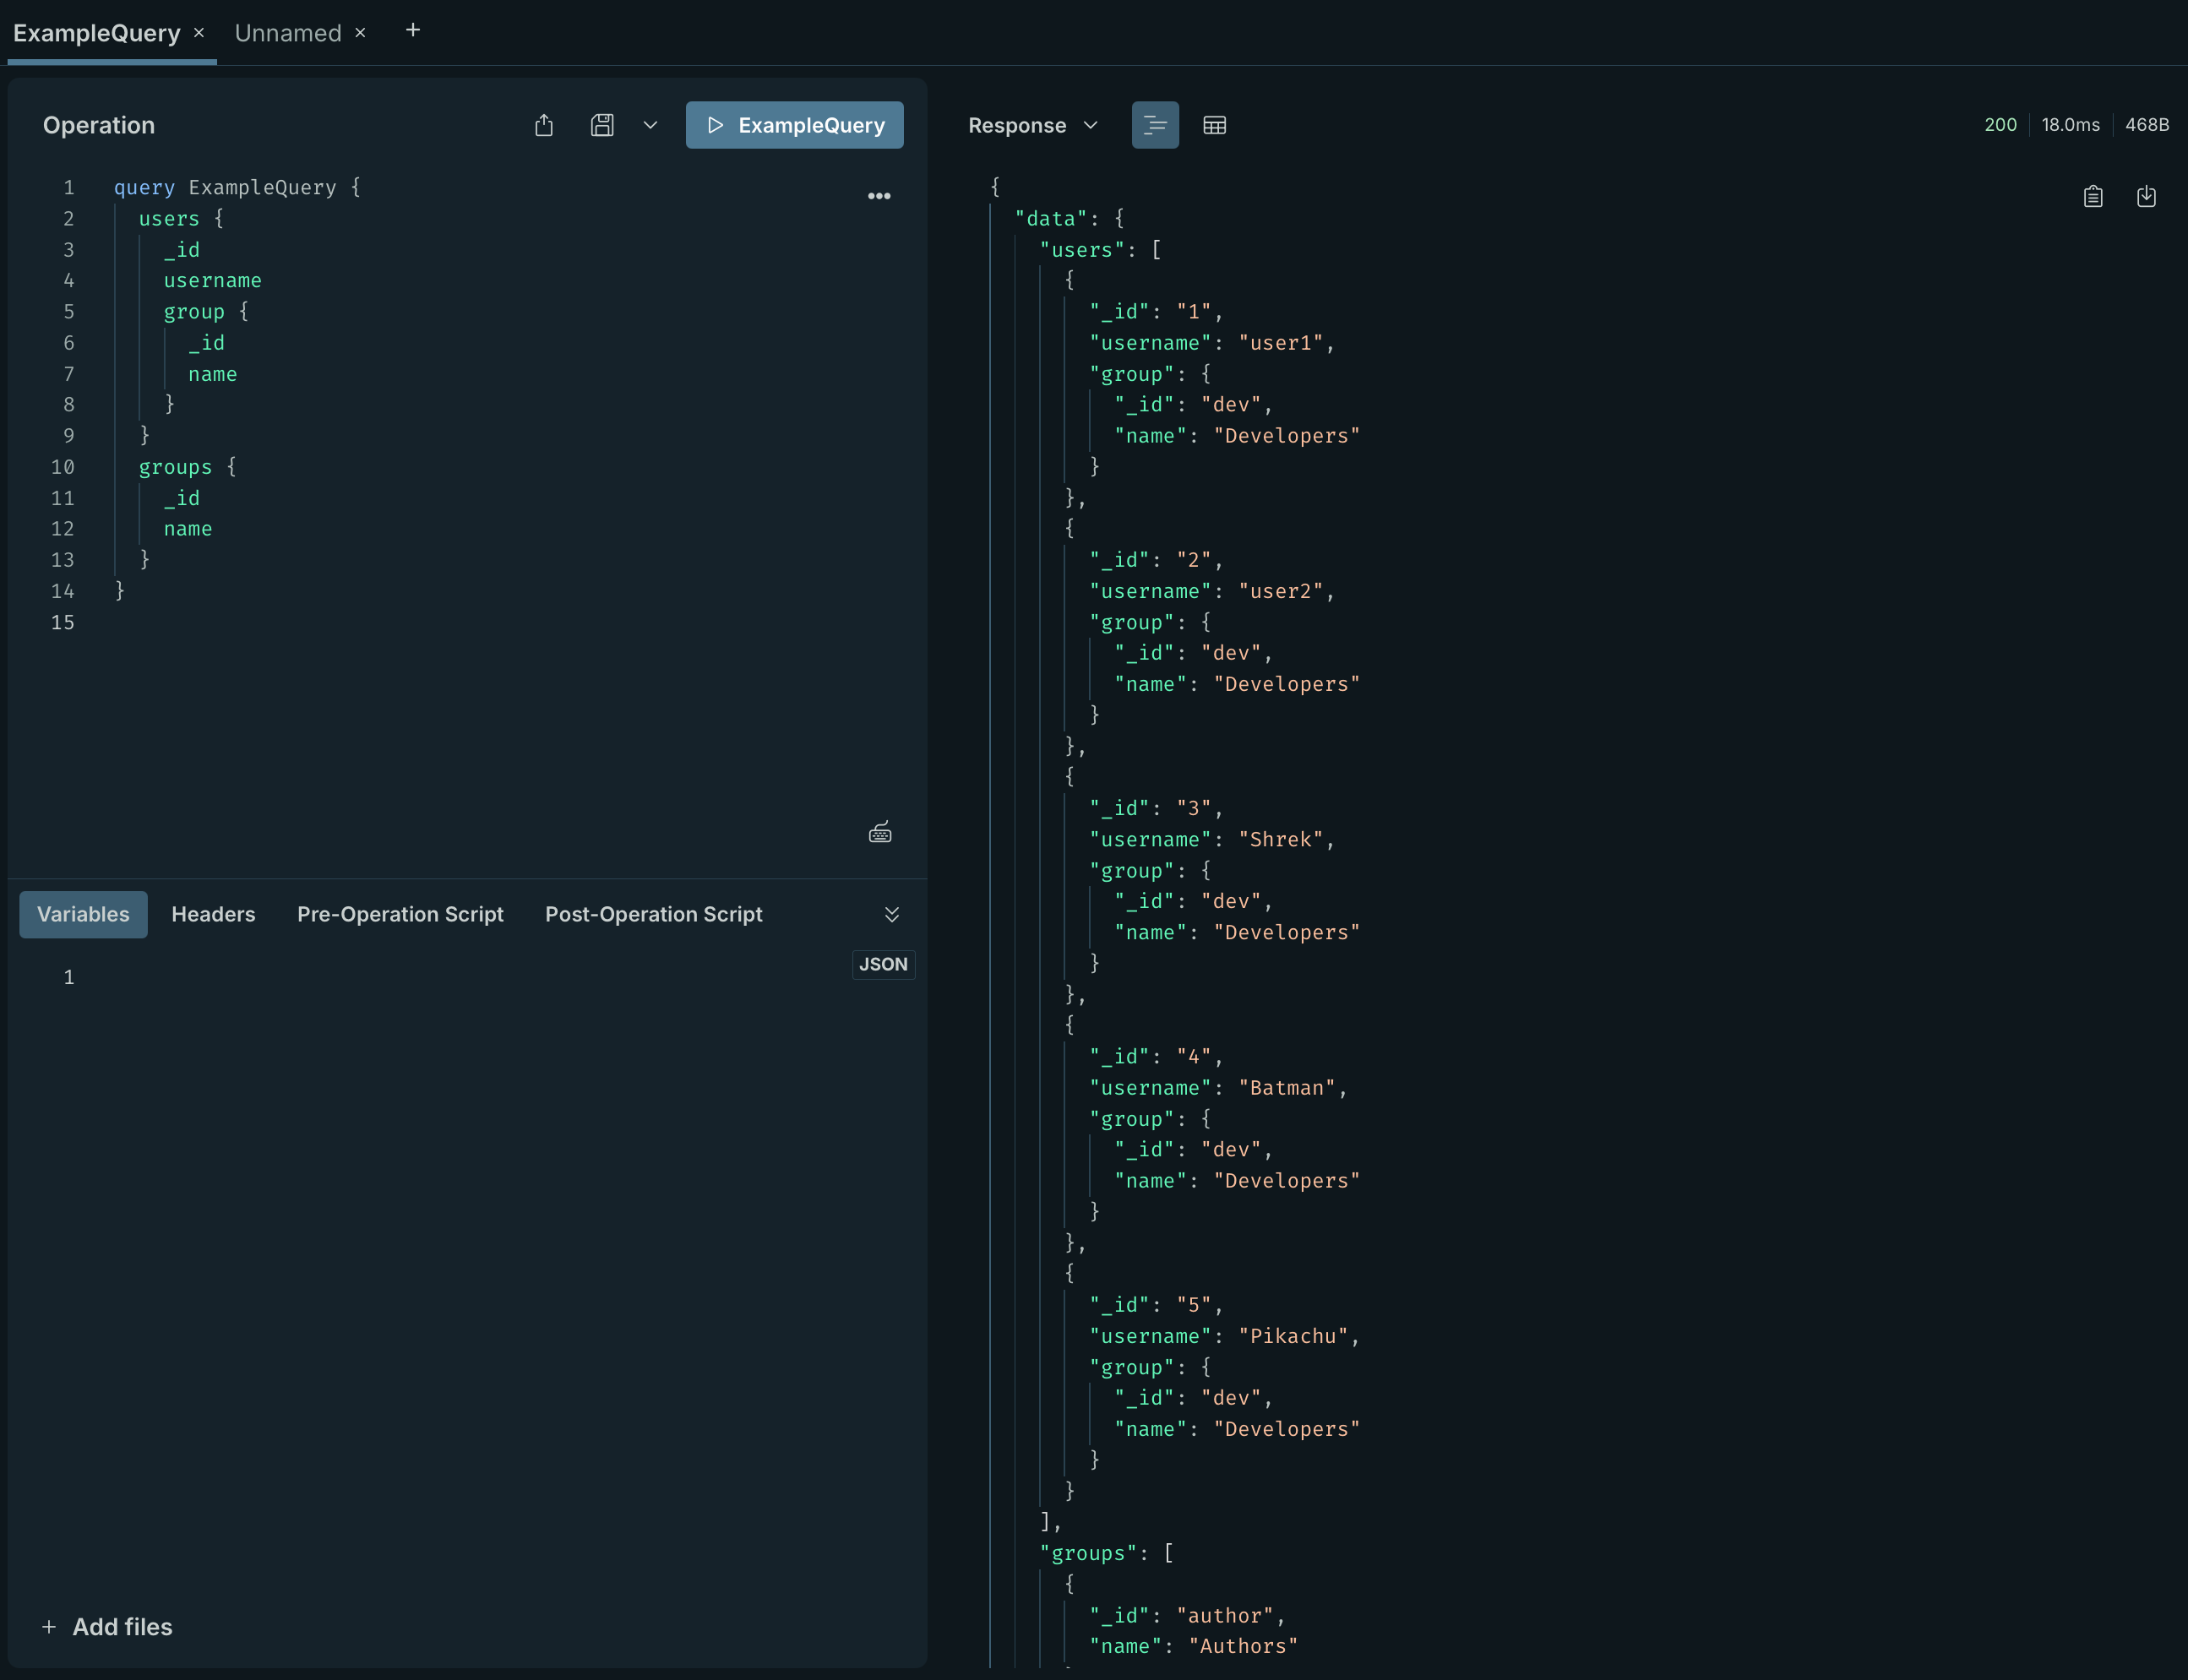 ExampleQuery × Unnamed × +
Operation
ExampleQuery
1 query ExampleQuery {
2 users {
3 _id
4 username
5 group {
6 _id
7 name
8 }
9 }
10 groups {
11 _id
12 name
13 }
14 }
15
Variables Headers Pre-Operation Script Post-Operation Script
1 JSON
+ Add files
Response 200 18.0ms 468B
{
"data": {
"users": [
{
"_id": "1",
"username": "user1",
"group": {
"_id": "dev",
"name": "Developers"
}
},
{
"_id": "2",
"username": "user2",
"group": {
"_id": "dev",
"name": "Developers"
}
},
{
"_id": "3",
"username": "Shrek",
"group": {
"_id": "dev",
"name": "Developers"
}
},
{
"_id": "4",
"username": "Batman",
"group": {
"_id": "dev",
"name": "Developers"
}
},
{
"_id": "5",
"username": "Pikachu",
"group": {
"_id": "dev",
"name": "Developers"
}
}
],
"groups": [
{
"_id": "author",
"name": "Authors"